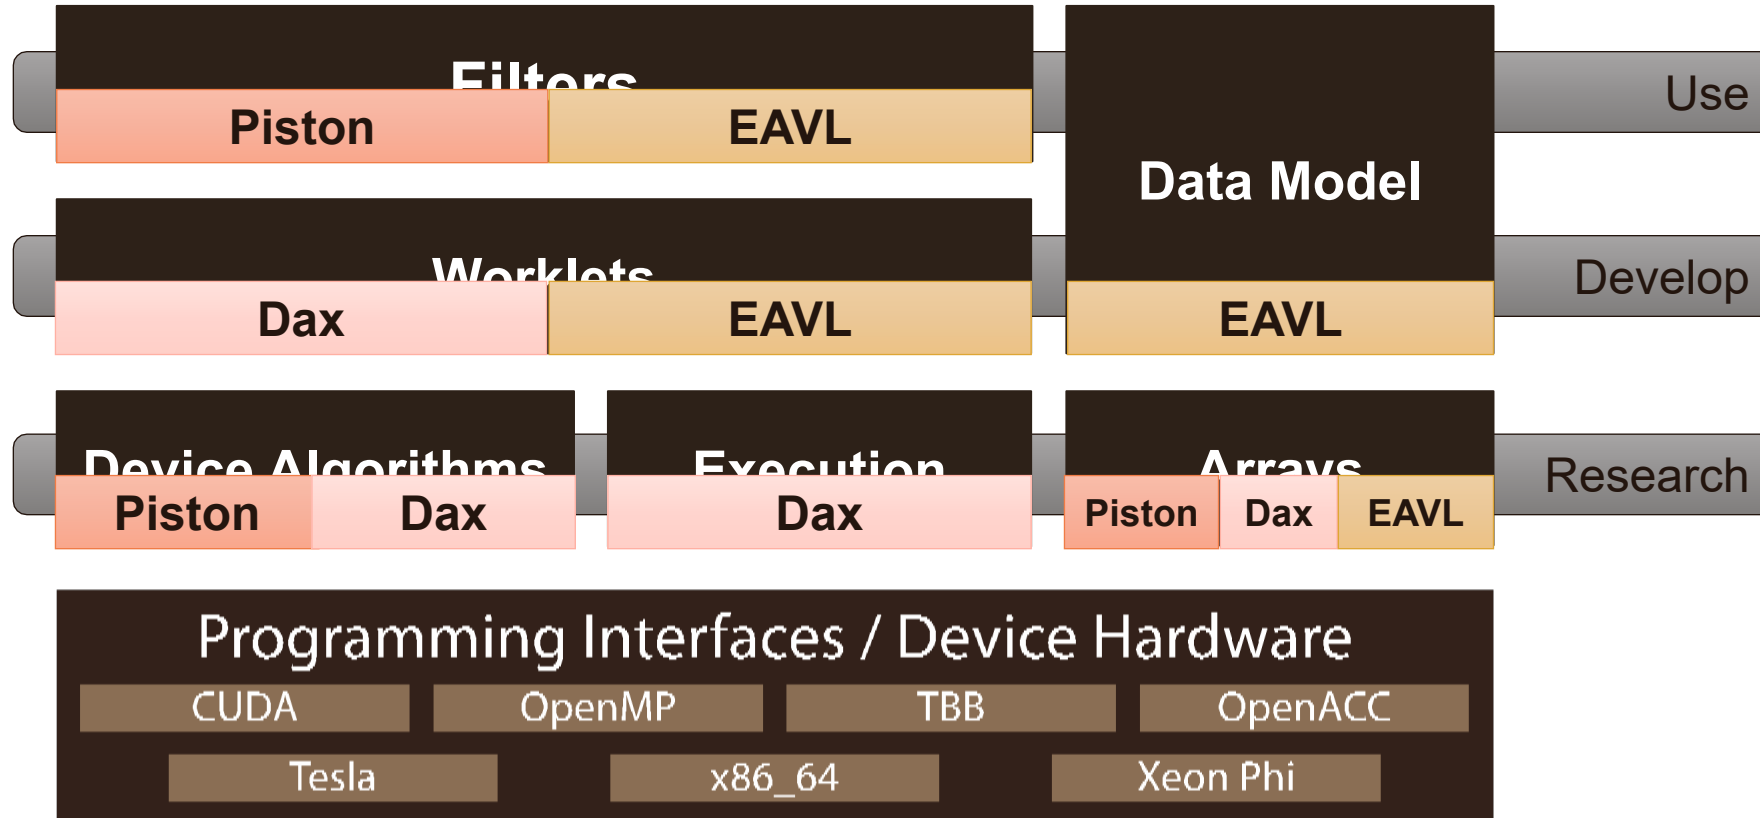 Filters
Piston EAVL
Use
Data Model
Worklets
Dax EAVL EAVL
Develop
Device Algorithms Execution Arrays
Piston Dax Dax Piston Dax EAVL
Research
Programming Interfaces / Device Hardware
CUDA OpenMP TBB OpenACC
Tesla x86_64 Xeon Phi